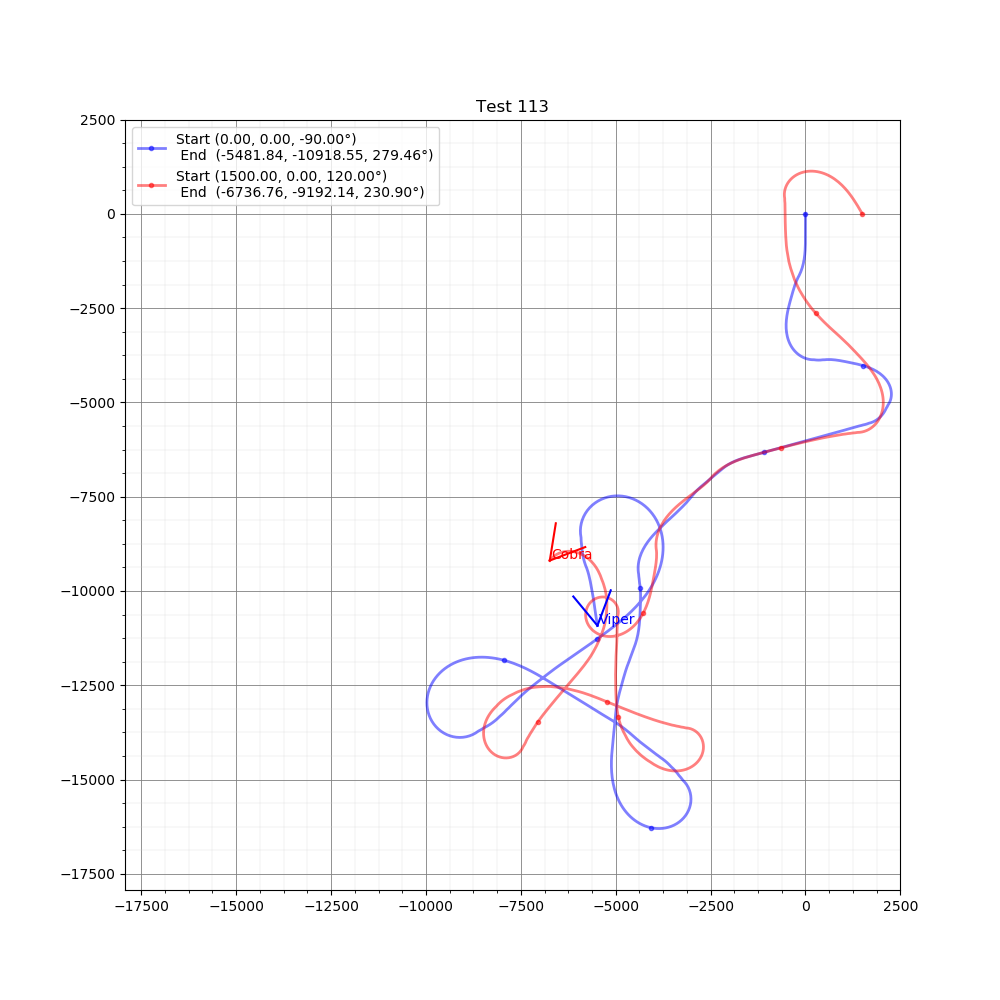 Test 113
Start (0.00, 0.00, -90.00°)
End (-5481.84, -10918.55, 279.46°)
Start (1500.00, 0.00, 120.00°)
End (-6736.76, -9192.14, 230.90°)
2500
0
−2500
−5000
−7500
−10000
−12500
−15000
−17500
Cobra
Viper
−17500 −15000 −12500 −10000 −7500 −5000 −2500 0 2500